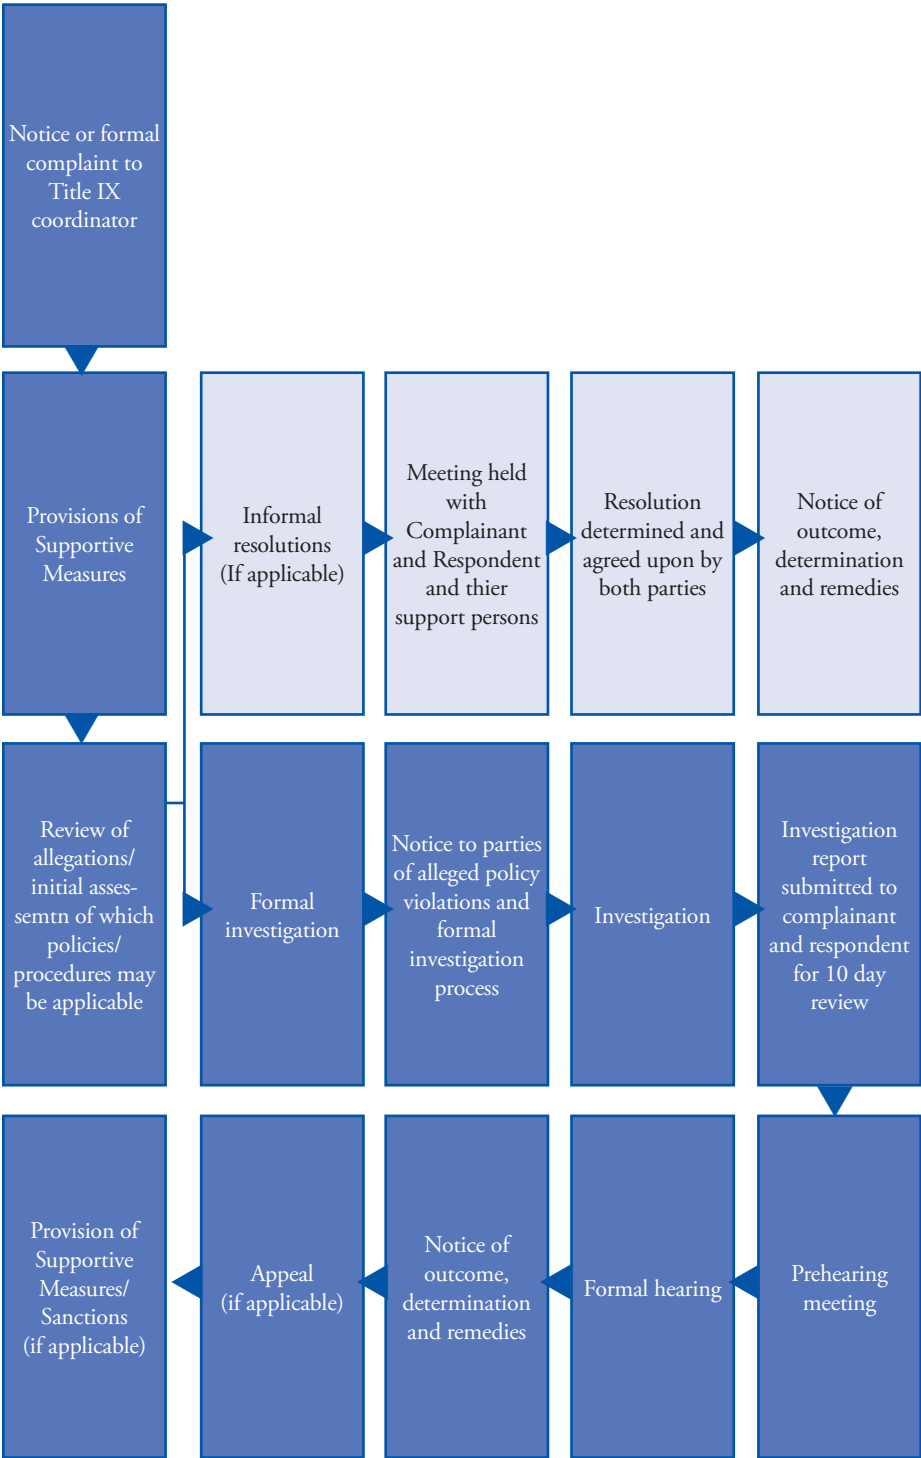 Notice or formal
complaint to
Title IX
coordinator
Provisions of
Supportive
Measures
Informal
resolutions
(If applicable)
Meeting held
with
Complainant
and Respondent
and thier
support persons
Resolution
determined and
agreed upon by
both parties
Notice of
outcome,
determination
and remedies
Review of
allegations/
initial asses-
semtn of which
policies/
procedures may
be applicable
Formal
investigation
Notice to parties
of alleged policy
violations and
formal
investigation
process
Investigation
Investigation
report
submitted to
complainant
and respondent
for 10 day
review
Prehearing
meeting
Formal hearing
Notice of
outcome,
determination
and remedies
Appeal
(if applicable)
Provision of
Supportive
Measures/
Sanctions
(if applicable)